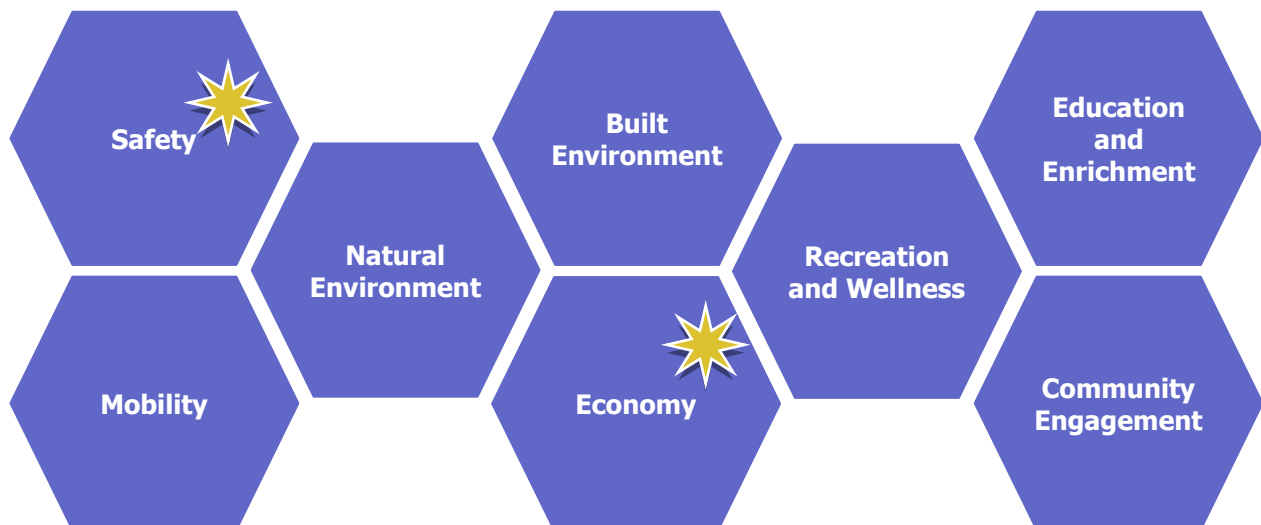 Safety
Built
Environment
Education
and
Enrichment
Natural
Environment
Recreation
and Wellness
Mobility
Economy
Community
Engagement